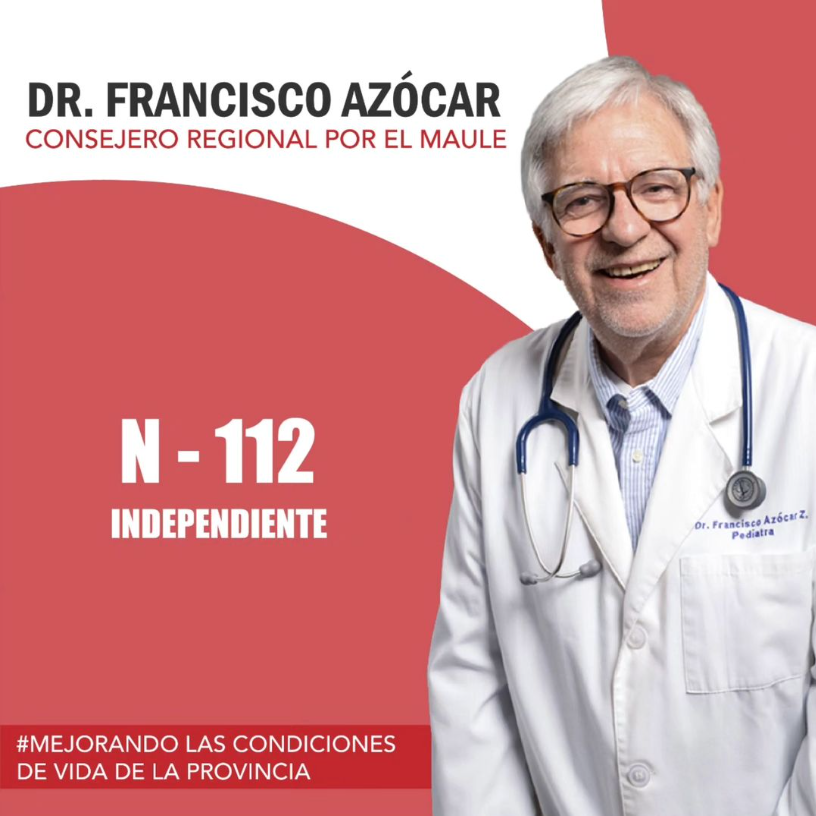 DR. FRANCISCO AZÓCAR
CONSEJERO REGIONAL POR EL MAULE
N - 112
INDEPENDIENTE
Dr. Francisco Azócar Z.
Pediatra
#MEJORANDO LAS CONDICIONES
DE VIDA DE LA PROVINCIA